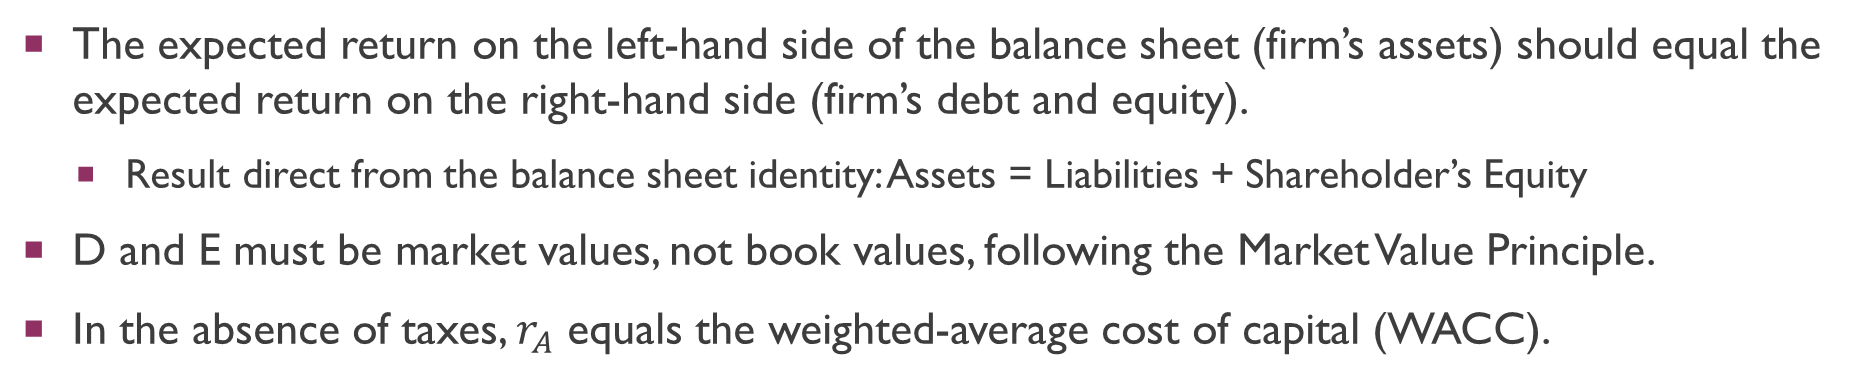 ▪ The expected return on the left-hand side of the balance sheet (firm’s assets) should equal the
expected return on the right-hand side (firm’s debt and equity).
▪ Result direct from the balance sheet identity: Assets = Liabilities + Shareholder’s Equity
▪ D and E must be market values, not book values, following the Market Value Principle.
▪ In the absence of taxes, r_A equals the weighted-average cost of capital (WACC).